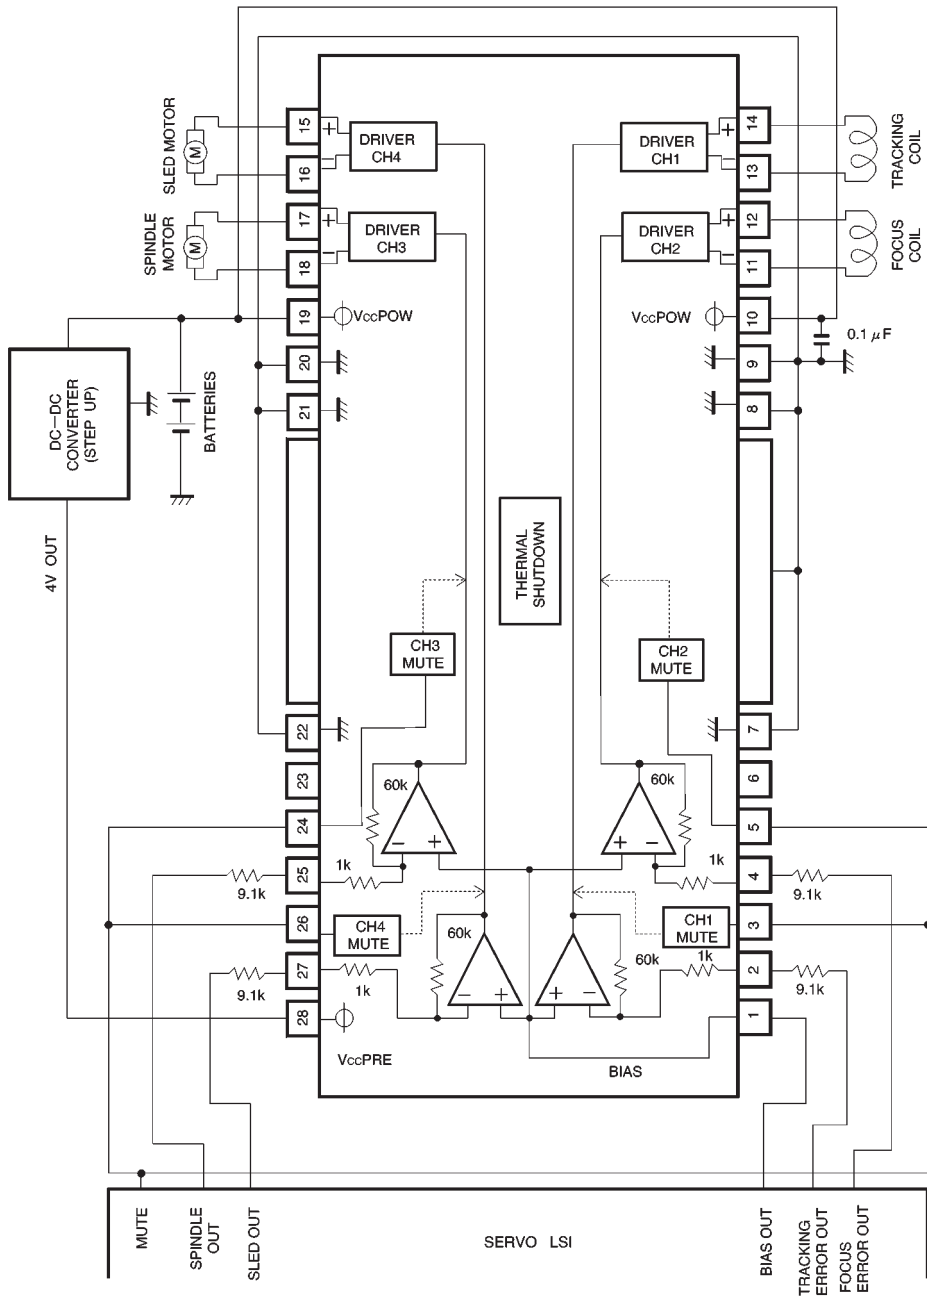 SLED MOTOR
M
15
+
DRIVER
CH4
16
−
SPINDLE
MOTOR
M
17
+
DRIVER
CH3
18
−
19
VCCPOW
20
21
DC−DC
CONVERTER
(STEP UP)
BATTERIES
4V OUT
14
+
DRIVER
CH1
13
−
TRACKING
COIL
12
+
DRIVER
CH2
11
−
FOCUS
COIL
10
VCCPOW
0.1 μF
9
8
THERMAL
SHUTDOWN
CH3
MUTE
CH2
MUTE
22
7
23
6
60k
60k
24
5
−
+
+
−
25
1k
1k
4
9.1k
9.1k
26
CH4
MUTE
60k
CH1
MUTE
3
27
1k
60k
1k
2
9.1k
9.1k
−
+
+
−
28
VCCPRE
BIAS
1
MUTE
SPINDLE
OUT
SLED OUT
SERVO LSI
BIAS OUT
TRACKING
ERROR OUT
FOCUS
ERROR OUT